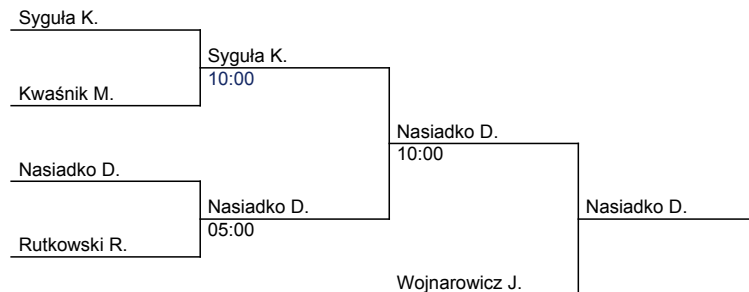 Syguła K.
Syguła K.
10:00
Kwaśnik M.
Nasiadko D.
10:00
Nasiadko D.
Nasiadko D.
05:00
Nasiadko D.
Rutkowski R.
Wojnarowicz J.